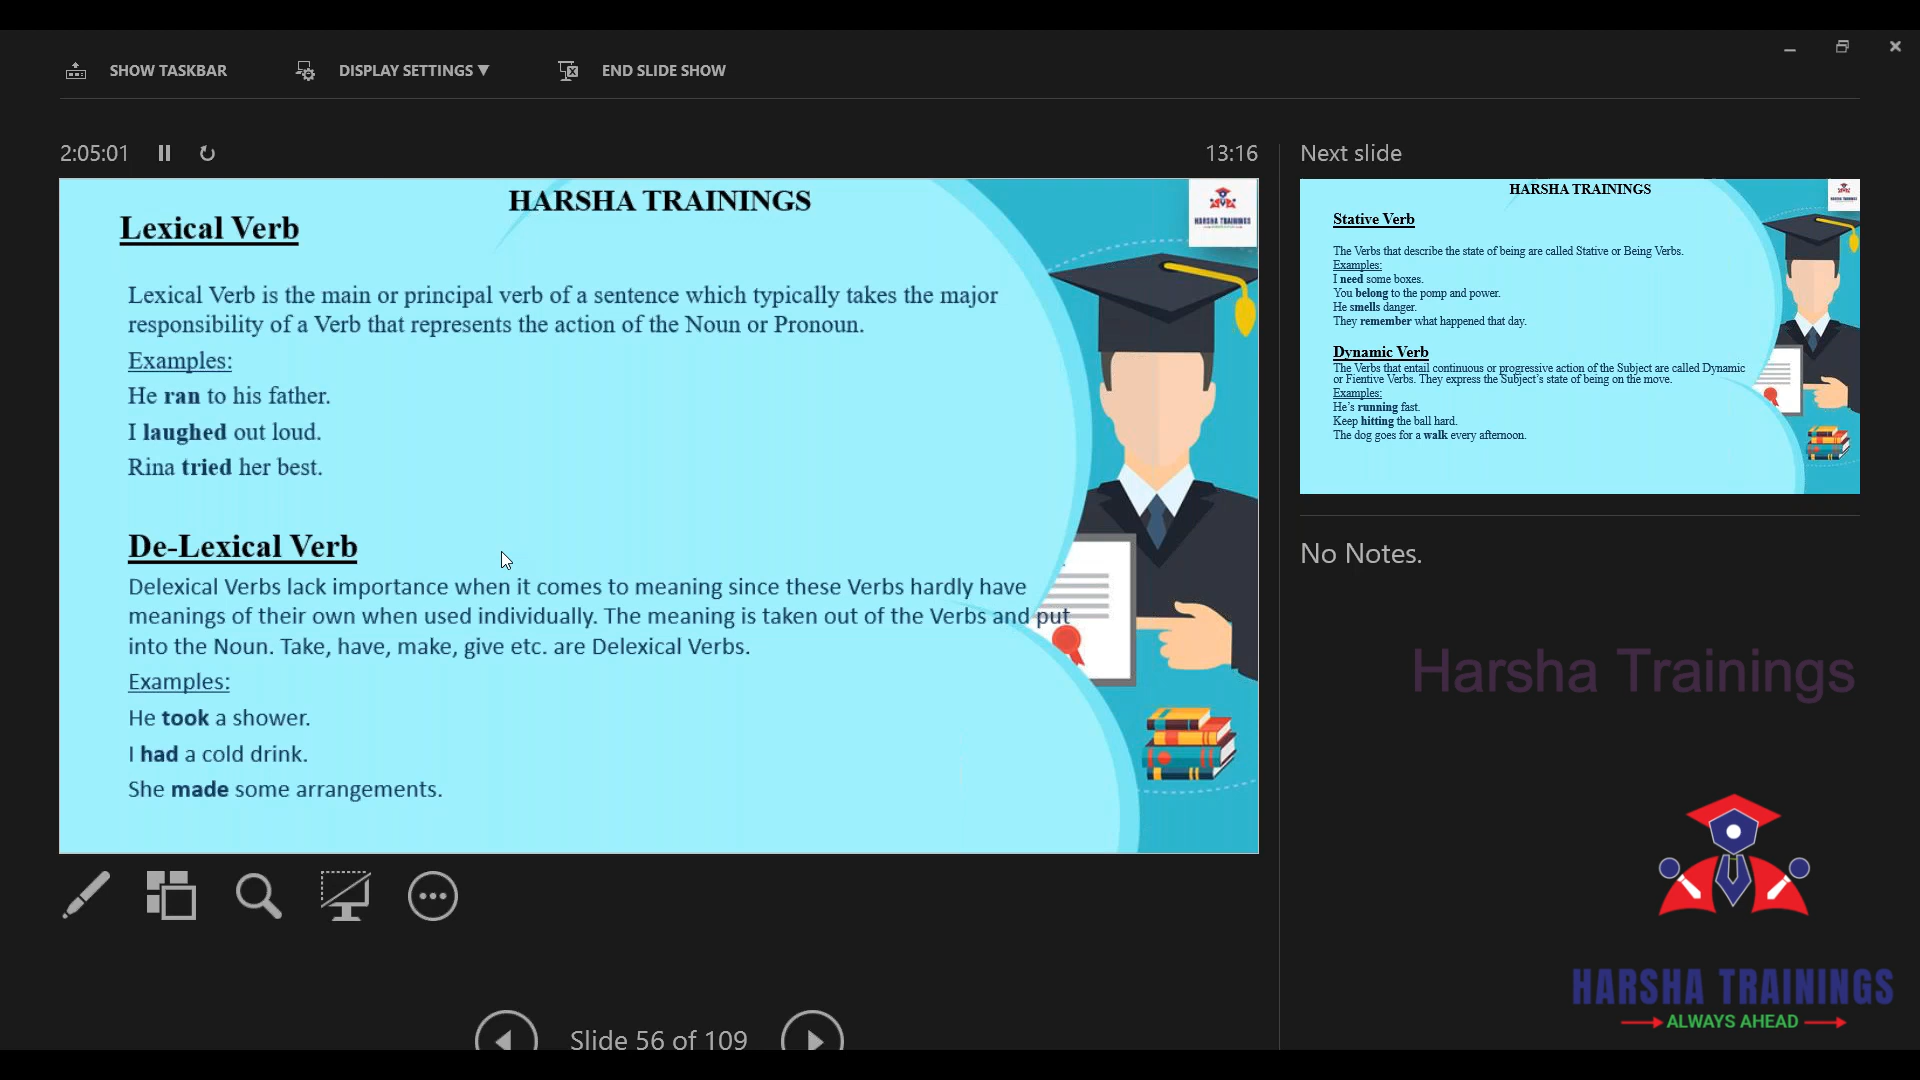 SHOW TASKBAR
DISPLAY SETTINGS ▼
END SLIDE SHOW
2:05:01
13:16
HARSHA TRAININGS
HARSHA TRAININGS
Lexical Verb
Lexical Verb is the main or principal verb of a sentence which typically takes the major
responsibility of a Verb that represents the action of the Noun or Pronoun.
Examples:
He ran to his father.
I laughed out loud.
Rina tried her best.
De-Lexical Verb
Delexical Verbs lack importance when it comes to meaning since these Verbs hardly have
meanings of their own when used individually. The meaning is taken out of the Verbs and put
into the Noun. Take, have, make, give etc. are Delexical Verbs.
Examples:
He took a shower.
I had a cold drink.
She made some arrangements.
Slide 56 of 109
Next slide
HARSHA TRAININGS
Stative Verb
The Verbs that describe the state of being are called Stative or Being Verbs.
Examples:
I need some boxes.
You belong to the pomp and power.
He smells danger.
They remember what happened that day.
Dynamic Verb
The Verbs that entail continuous or progressive action of the Subject are called Dynamic
or Fientive Verbs. They express the Subject's state of being on the move.
Examples:
He's running fast.
Keep hitting the ball hard.
The dog goes for a walk every afternoon.
No Notes.
Harsha Trainings
HARSHA TRAININGS
ALWAYS AHEAD